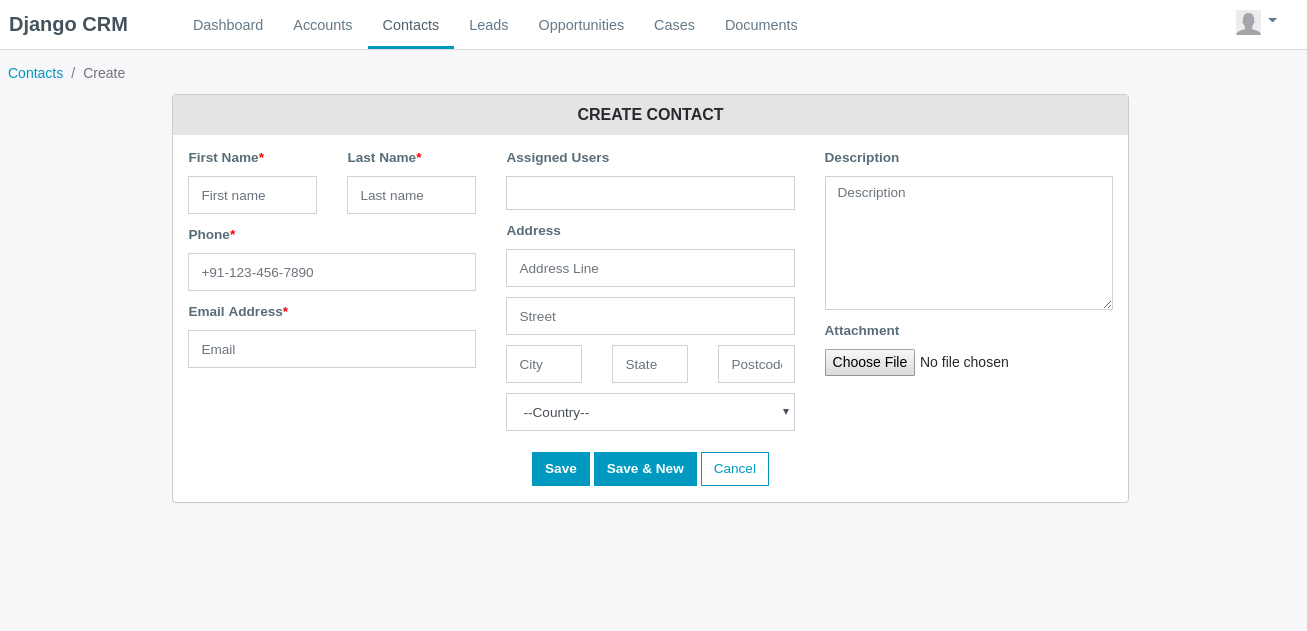 Django CRM
Dashboard Accounts Contacts Leads Opportunities Cases Documents
Contacts / Create
CREATE CONTACT
First Name* Last Name*
First name Last name
Phone*
+91-123-456-7890
Email Address*
Email
Assigned Users
Address
Address Line
Street
City State Postcod
--Country--
Description
Description
Attachment
Choose File No file chosen
Save Save & New Cancel